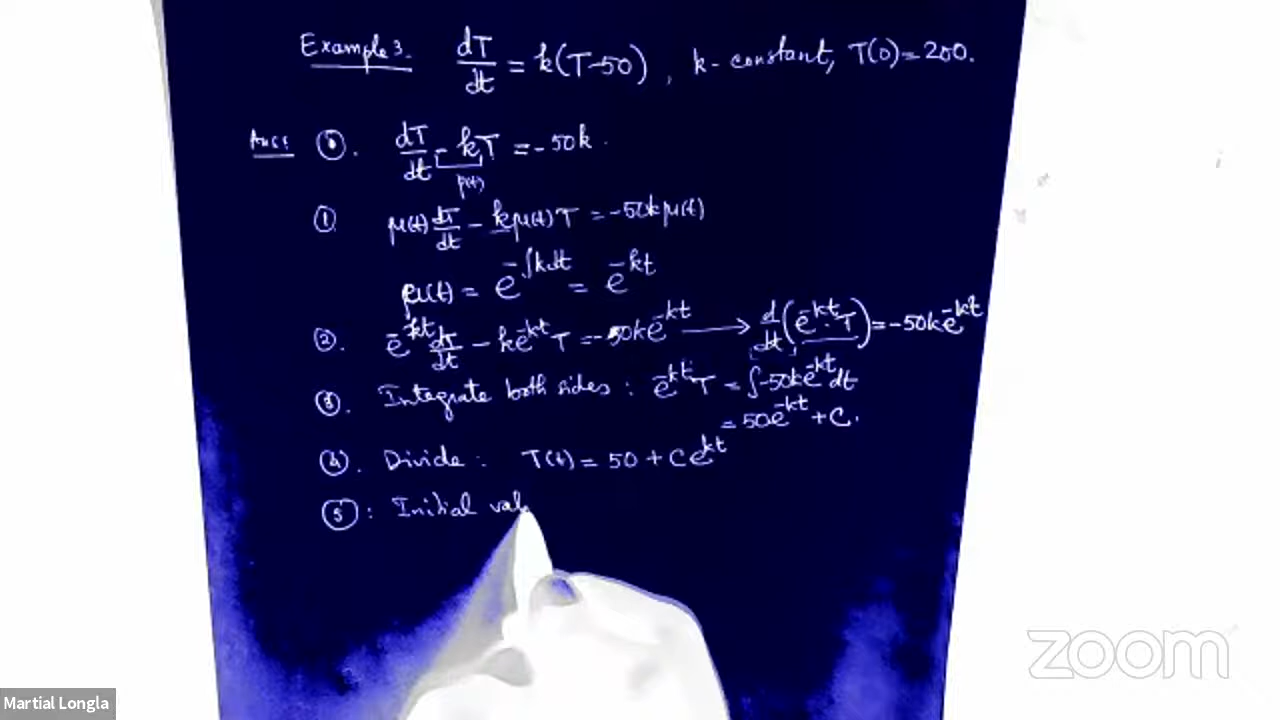 Example 3. dT/dt = k(T-50), k-constant, T(0)=200.
Ans: ⓪. dT/dt - kT = -50k.
p(t)
①. μ(t) dT/dt - kμ(t)T = -50kμ(t)
μ(t) = e^{-∫kdt} = e^{-kt}
②. e^{-kt} dT/dt - ke^{-kt}T = -50ke^{-kt} → d/dt(e^{-kt}·T) = -50ke^{-kt}
③. Integrate both sides: e^{-kt}T = ∫-50ke^{-kt}dt
= 50e^{-kt} + C.
④. Divide: T(t) = 50 + Ce^{kt}
⑤: Initial val
zoom
Martial Longla